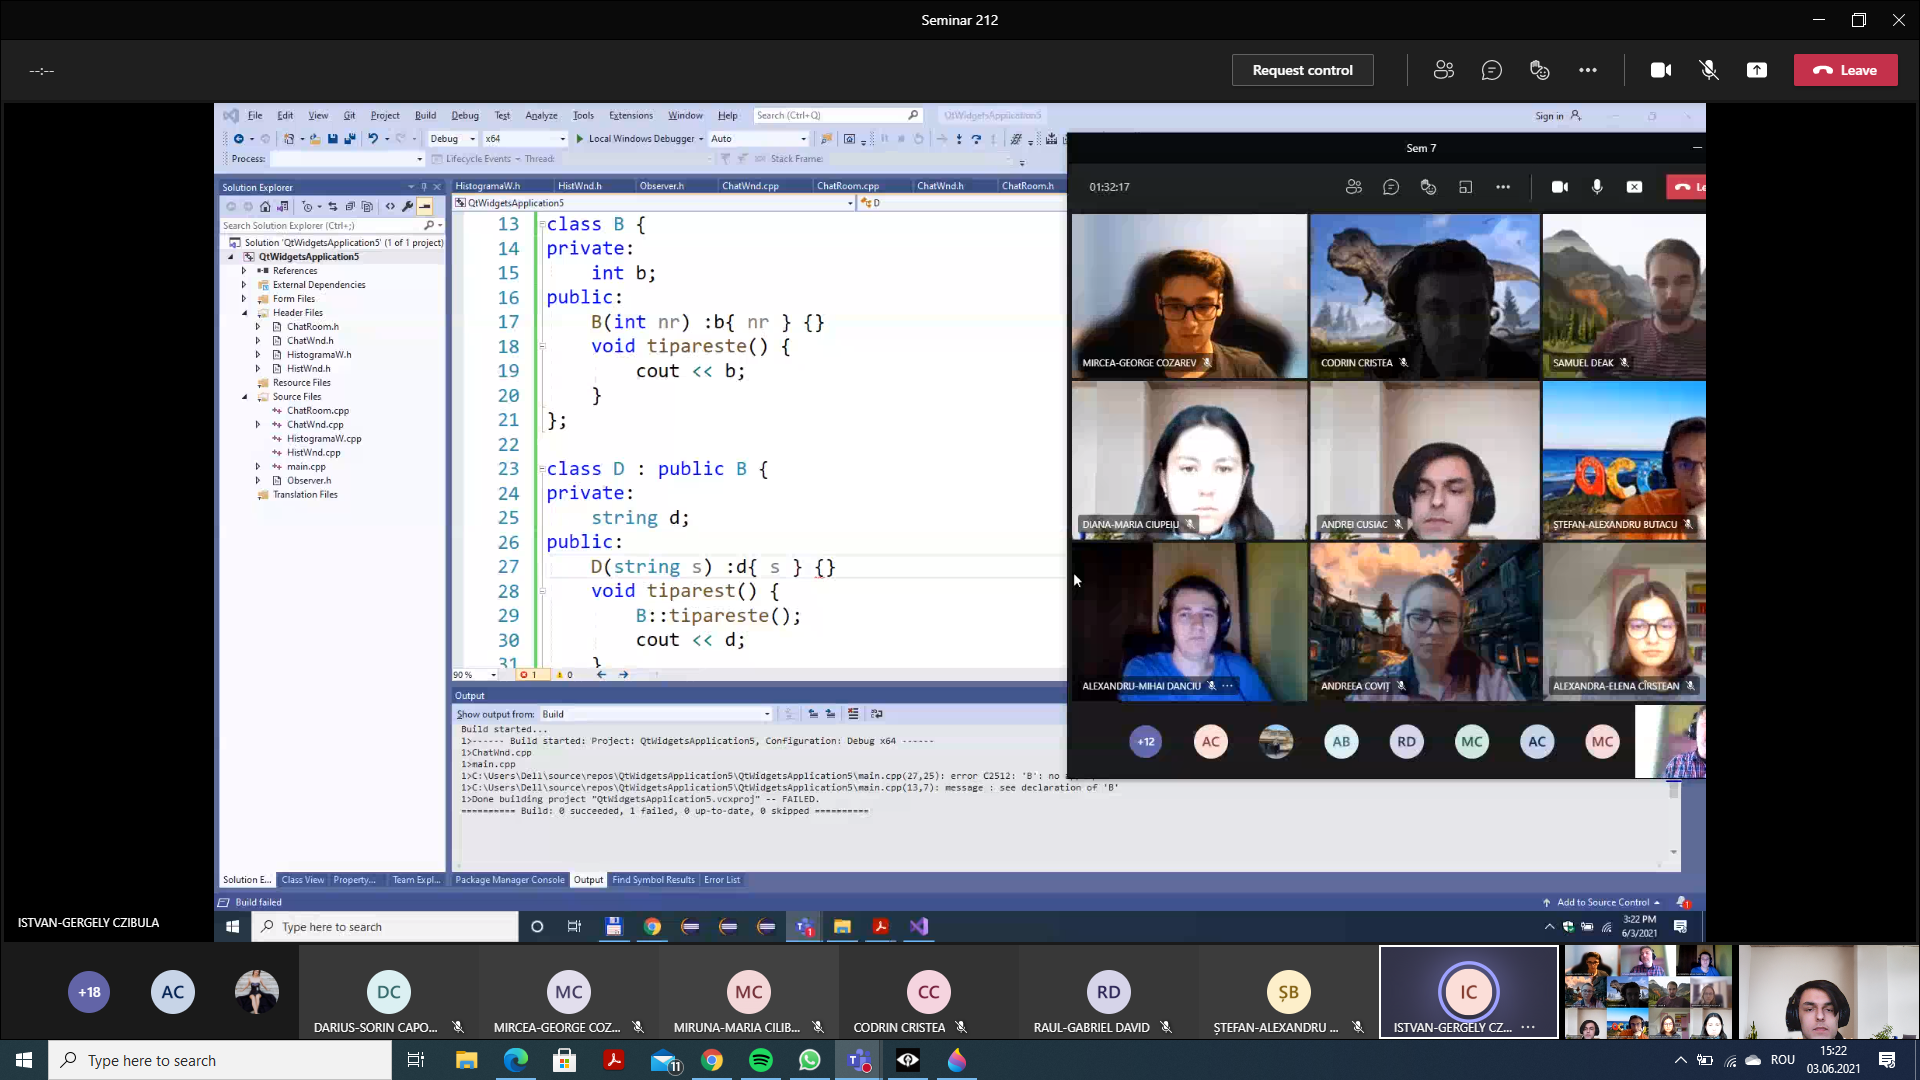 Seminar 212
--:--
Request control
Leave
File Edit View Git Project Build Debug Test Analyze Tools Extensions Window Help Search (Ctrl+Q) QtWidgetsApplication5 Sign in
Debug x64 Local Windows Debugger Auto
Process: Lifecycle Events Thread: Stack Frame:
Solution Explorer
Search Solution Explorer (Ctrl+;)
Solution 'QtWidgetsApplication5' (1 of 1 project)
QtWidgetsApplication5
References
External Dependencies
Form Files
Header Files
ChatRoom.h
ChatWnd.h
HistogramaW.h
HistWnd.h
Resource Files
Source Files
ChatRoom.cpp
ChatWnd.cpp
HistogramaW.cpp
HistWnd.cpp
main.cpp
Observer.h
Translation Files
Solution E... Class View Property... Team Expl...
HistogramaW.h HistWnd.h Observer.h ChatWnd.cpp ChatRoom.cpp ChatWnd.h ChatRoom.h
QtWidgetsApplication5 D
13 class B {
14 private:
15 int b;
16 public:
17 B(int nr) :b{ nr } {}
18 void tipareste() {
19 cout << b;
20 }
21 };
22
23 class D : public B {
24 private:
25 string d;
26 public:
27 D(string s) :d{ s } {}
28 void tiparest() {
29 B::tipareste();
30 cout << d;
31 }
90 % 1 0
Output
Show output from: Build
Build started...
1>------ Build started: Project: QtWidgetsApplication5, Configuration: Debug x64 ------
1>ChatWnd.cpp
1>main.cpp
1>C:\Users\Dell\source\repos\QtWidgetsApplication5\QtWidgetsApplication5\main.cpp(27,25): error C2512: 'B': no
1>C:\Users\Dell\source\repos\QtWidgetsApplication5\QtWidgetsApplication5\main.cpp(13,7): message : see declaration of 'B'
1>Done building project "QtWidgetsApplication5.vcxproj" -- FAILED.
========== Build: 0 succeeded, 1 failed, 0 up-to-date, 0 skipped ==========
Package Manager Console Output Find Symbol Results Error List
Build failed Add to Source Control 1
Sem 7
01:32:17
Le
MIRCEA-GEORGE COZAREV
CODRIN CRISTEA
SAMUEL DEAK
DIANA-MARIA CIUPEIU
ANDREI CUSIAC
ȘTEFAN-ALEXANDRU BUTACU
ALEXANDRU-MIHAI DANCIU
ANDREEA COVIȚ
ALEXANDRA-ELENA CÎRSTEAN
+12 AC AB RD MC AC MC
Type here to search
3:22 PM
6/3/2021
ISTVAN-GERGELY CZIBULA
+18 AC DC MC MC CC RD ȘB IC
DARIUS-SORIN CAPO... MIRCEA-GEORGE COZ... MIRUNA-MARIA CILIB... CODRIN CRISTEA RAUL-GABRIEL DAVID ȘTEFAN-ALEXANDRU ... ISTVAN-GERGELY CZ...
Type here to search
11
ROU
15:22
03.06.2021